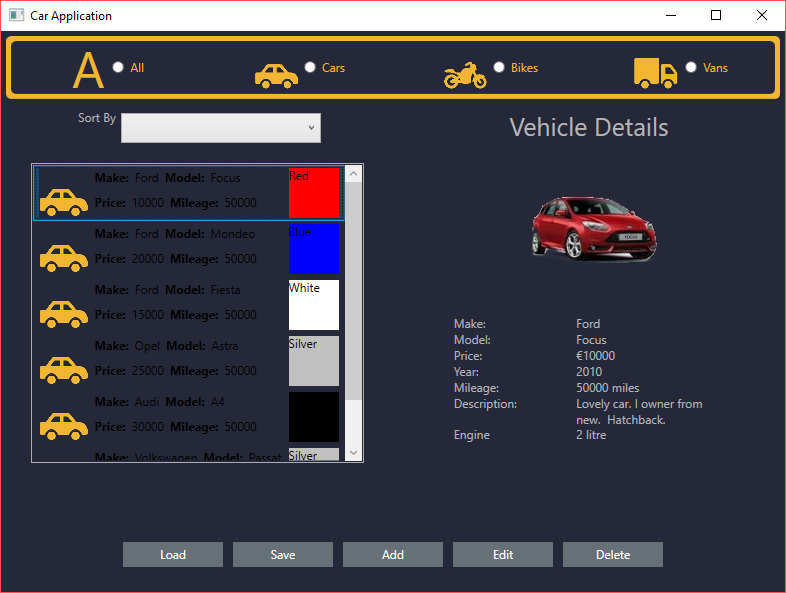 Car Application
A All Cars Bikes Vans
Sort By
Vehicle Details
Make: Ford Model: Focus Red
Price: 10000 Mileage: 50000
Make: Ford Model: Mondeo Blue
Price: 20000 Mileage: 50000
Make: Ford Model: Fiesta White
Price: 15000 Mileage: 50000
Make: Opel Model: Astra Silver
Price: 25000 Mileage: 50000
Make: Audi Model: A4
Price: 30000 Mileage: 50000
Make: Volkswagen Model: Passat Silver
FOCUS
Make: Ford
Model: Focus
Price: €10000
Year: 2010
Mileage: 50000 miles
Description: Lovely car. I owner from
new. Hatchback.
Engine 2 litre
Load Save Add Edit Delete